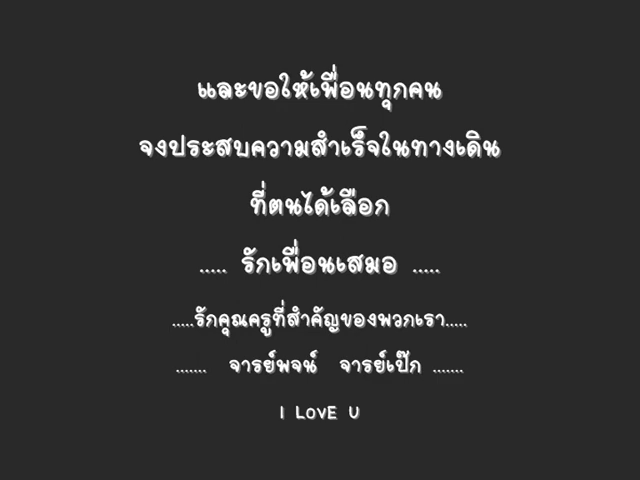 และขอให้เพื่อนทุกคน
จงประสบความสำเร็จในทางเดิน
ที่ตนได้เลือก
..... รักเพื่อนเสมอ .....
.....รักคุณครูที่สำคัญของพวกเรา.....
....... จารย์พจน์ จารย์เป๊ก .......
I LovE U